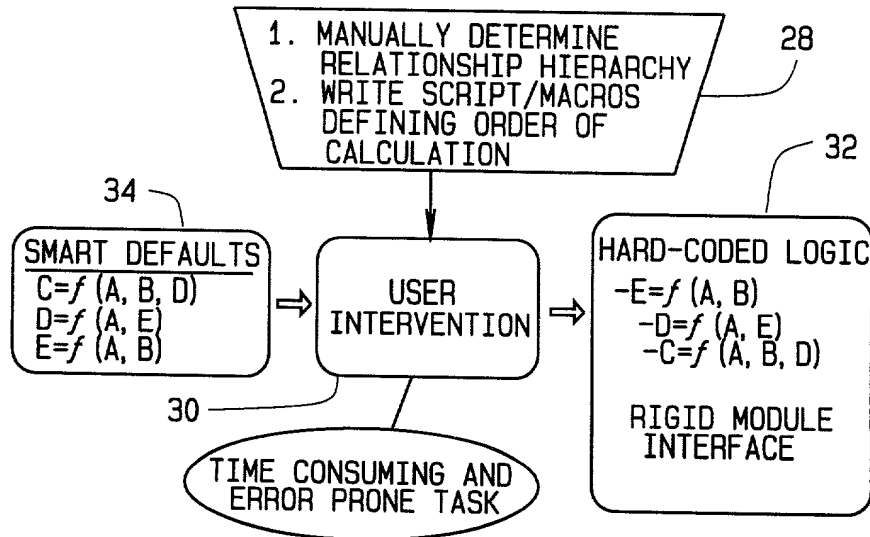 1. MANUALLY DETERMINE
RELATIONSHIP HIERARCHY
2. WRITE SCRIPT/MACROS
DEFINING ORDER OF
CALCULATION
28
34
SMART DEFAULTS
C=f (A, B, D)
D=f (A, E)
E=f (A, B)
USER
INTERVENTION
30
32
HARD-CODED LOGIC
-E=f (A, B)
-D=f (A, E)
-C=f (A, B, D)
RIGID MODULE
INTERFACE
TIME CONSUMING AND
ERROR PRONE TASK